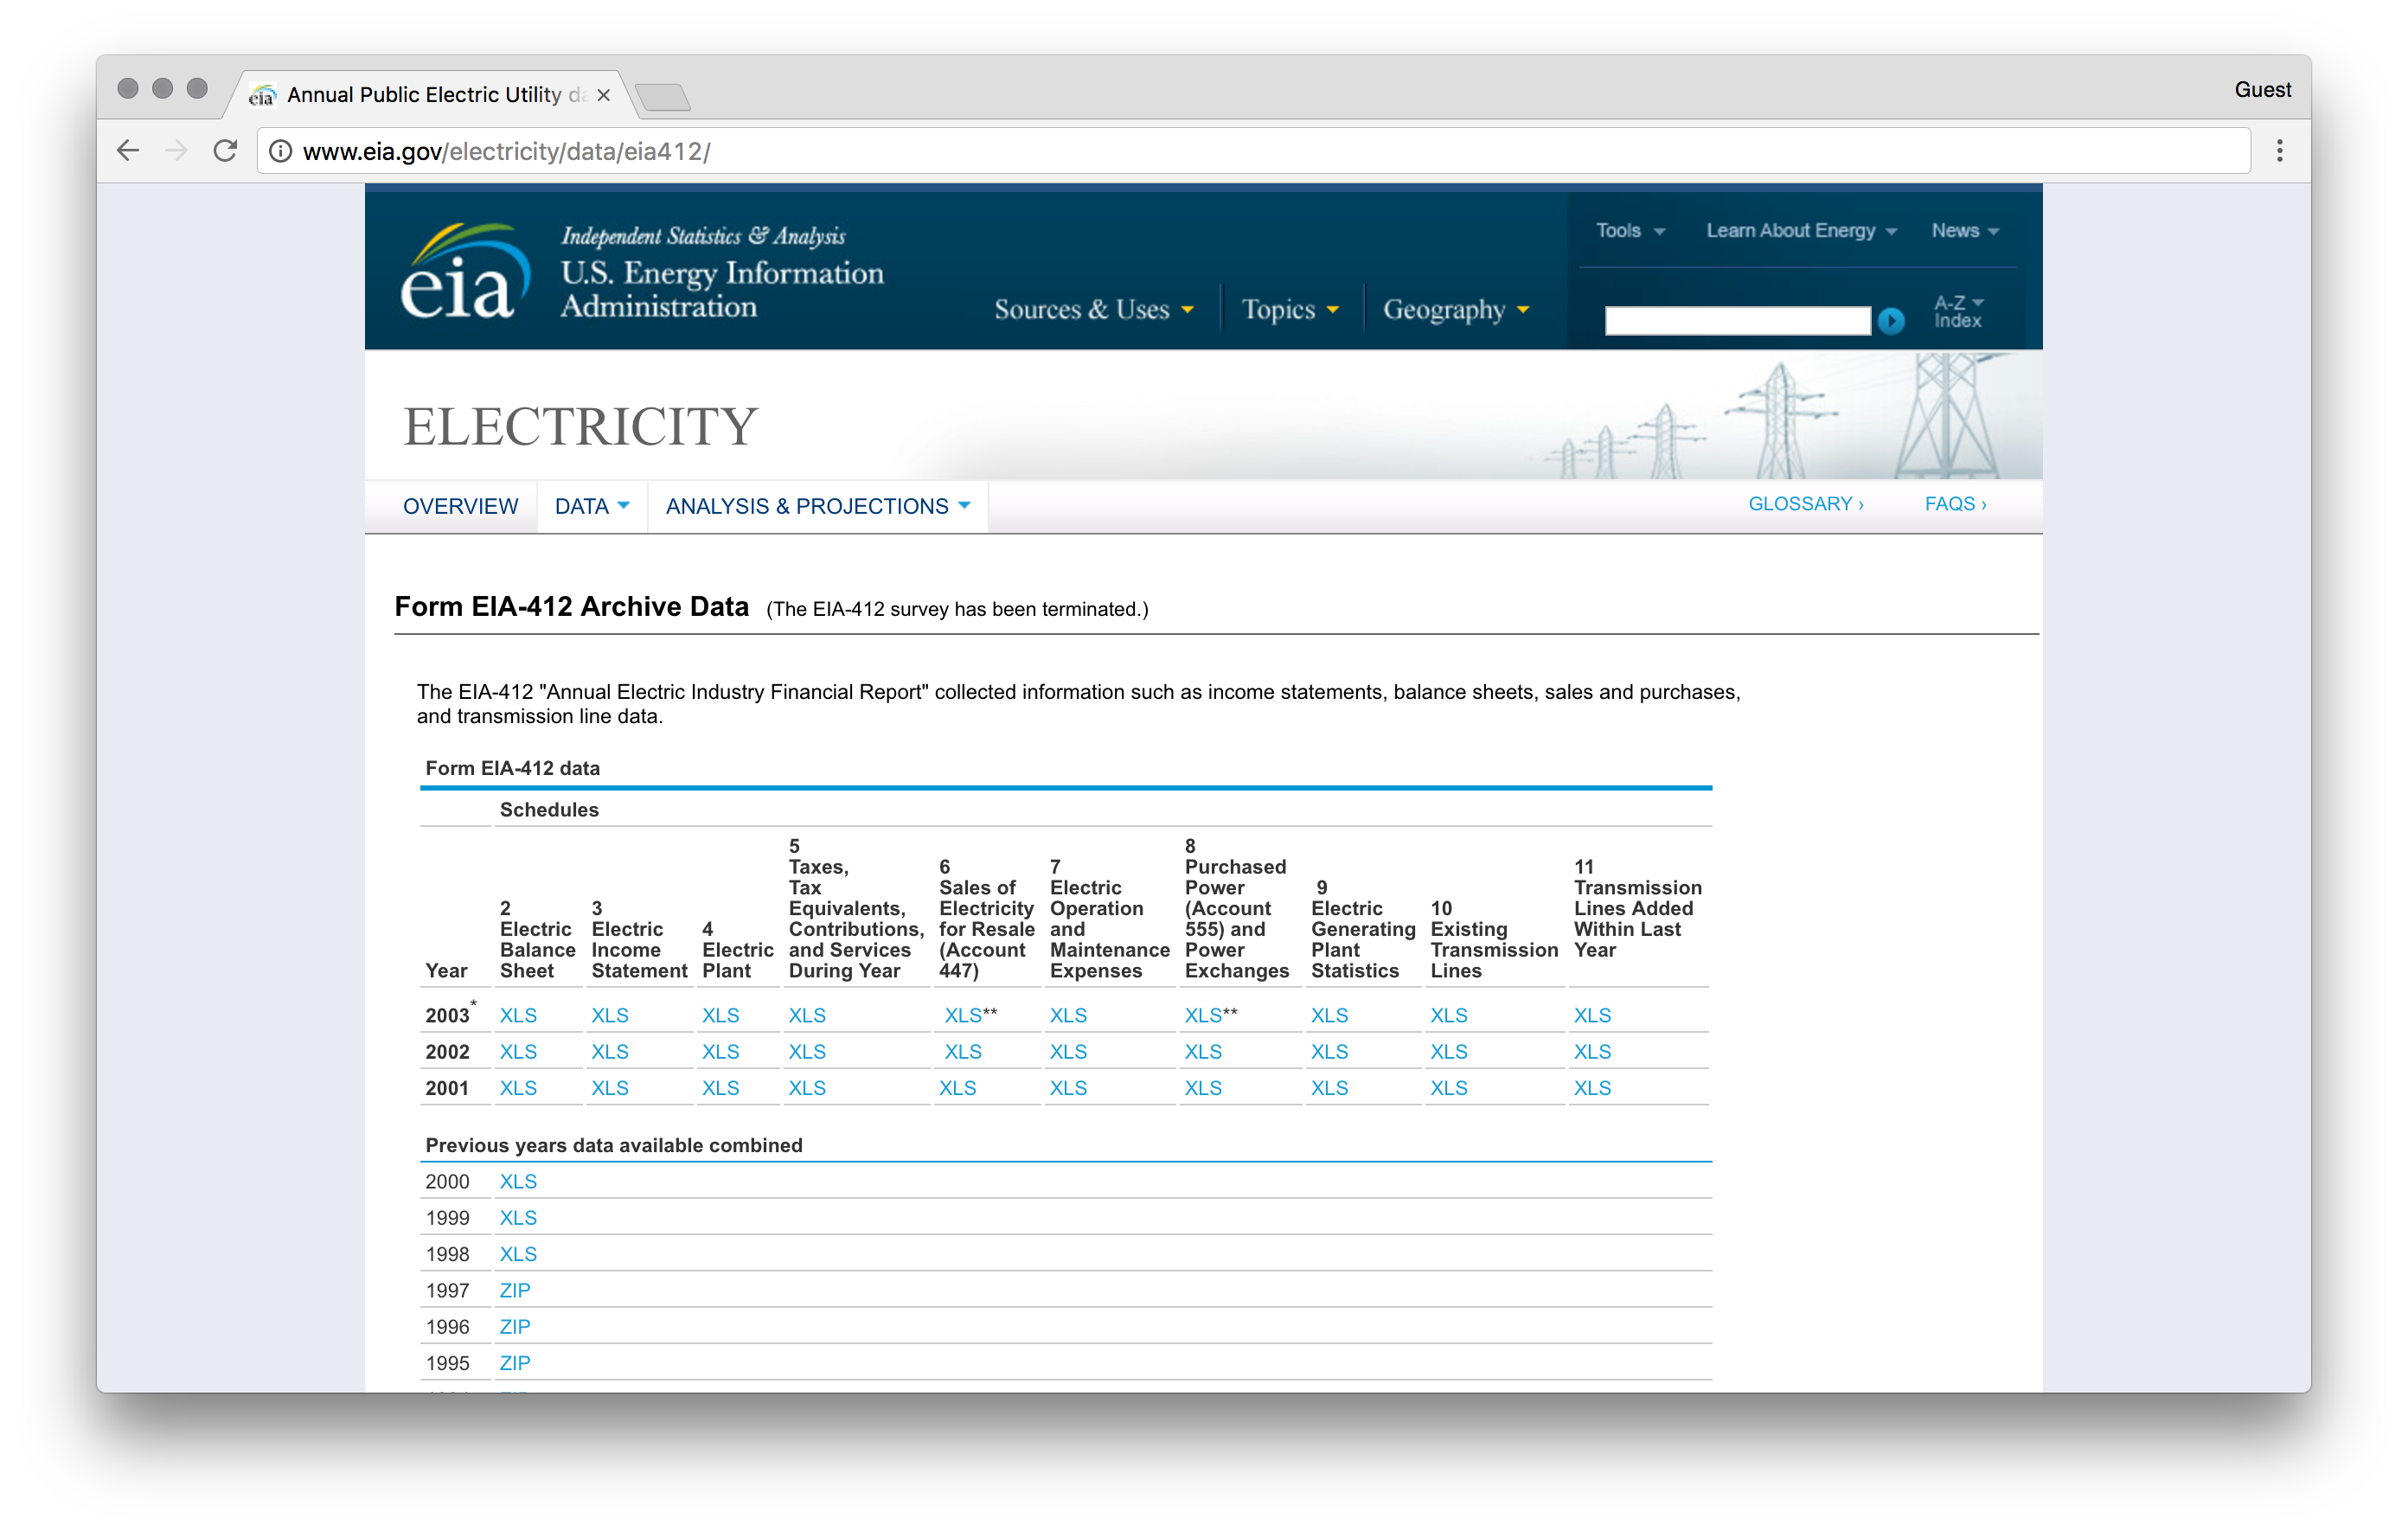 Annual Public Electric Utility da
Guest
www.eia.gov/electricity/data/eia412/
eia
Independent Statistics & Analysis
U.S. Energy Information
Administration
Sources & Uses
Topics
Geography
Tools
Learn About Energy
News
A-Z
Index
ELECTRICITY
OVERVIEW
DATA
ANALYSIS & PROJECTIONS
GLOSSARY ›
FAQS ›
Form EIA-412 Archive Data (The EIA-412 survey has been terminated.)
The EIA-412 "Annual Electric Industry Financial Report" collected information such as income statements, balance sheets, sales and purchases,
and transmission line data.
Form EIA-412 data
Schedules
Year
2
Electric
Balance
Sheet
3
Electric
Income
Statement
4
Electric
Plant
5
Taxes,
Tax
Equivalents,
Contributions,
and Services
During Year
6
Sales of
Electricity
for Resale
(Account
447)
7
Electric
Operation
and
Maintenance
Expenses
8
Purchased
Power
(Account
555) and
Power
Exchanges
9
Electric
Generating
Plant
Statistics
10
Existing
Transmission
Lines
11
Transmission
Lines Added
Within Last
Year
2003* XLS XLS XLS XLS XLS** XLS XLS** XLS XLS XLS
2002 XLS XLS XLS XLS XLS XLS XLS XLS XLS XLS
2001 XLS XLS XLS XLS XLS XLS XLS XLS XLS XLS
Previous years data available combined
2000 XLS
1999 XLS
1998 XLS
1997 ZIP
1996 ZIP
1995 ZIP